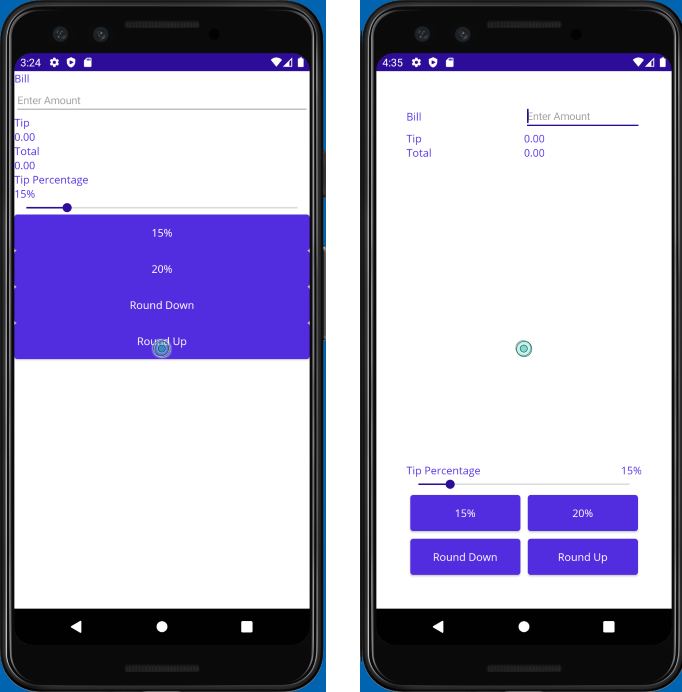 3:24
Bill
Enter Amount
Tip
0.00
Total
0.00
Tip Percentage
15%
15%
20%
Round Down
Round Up
4:35
Bill Enter Amount
Tip 0.00
Total 0.00
Tip Percentage 15%
15% 20%
Round Down Round Up